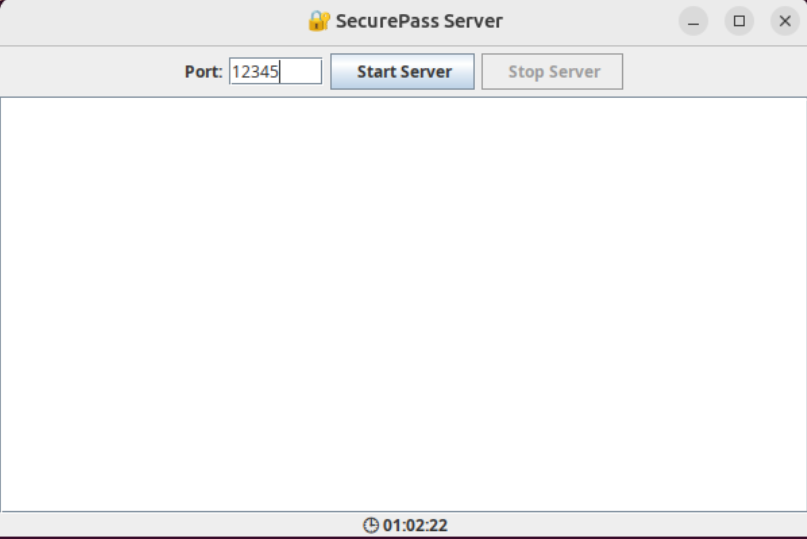 🔐 SecurePass Server
Port: 12345 Start Server Stop Server
🕒 01:02:22